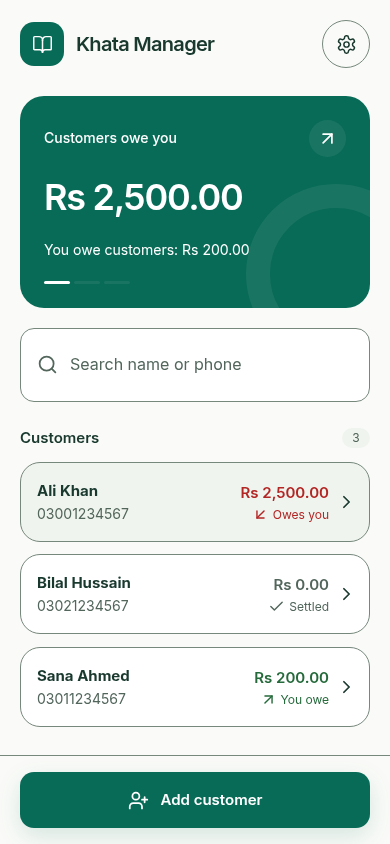 Khata Manager
Customers owe you
Rs 2,500.00
You owe customers: Rs 200.00
Search name or phone
Customers
3
Ali Khan
Rs 2,500.00
03001234567
Owes you
Bilal Hussain
Rs 0.00
03021234567
Settled
Sana Ahmed
Rs 200.00
03011234567
You owe
Add customer